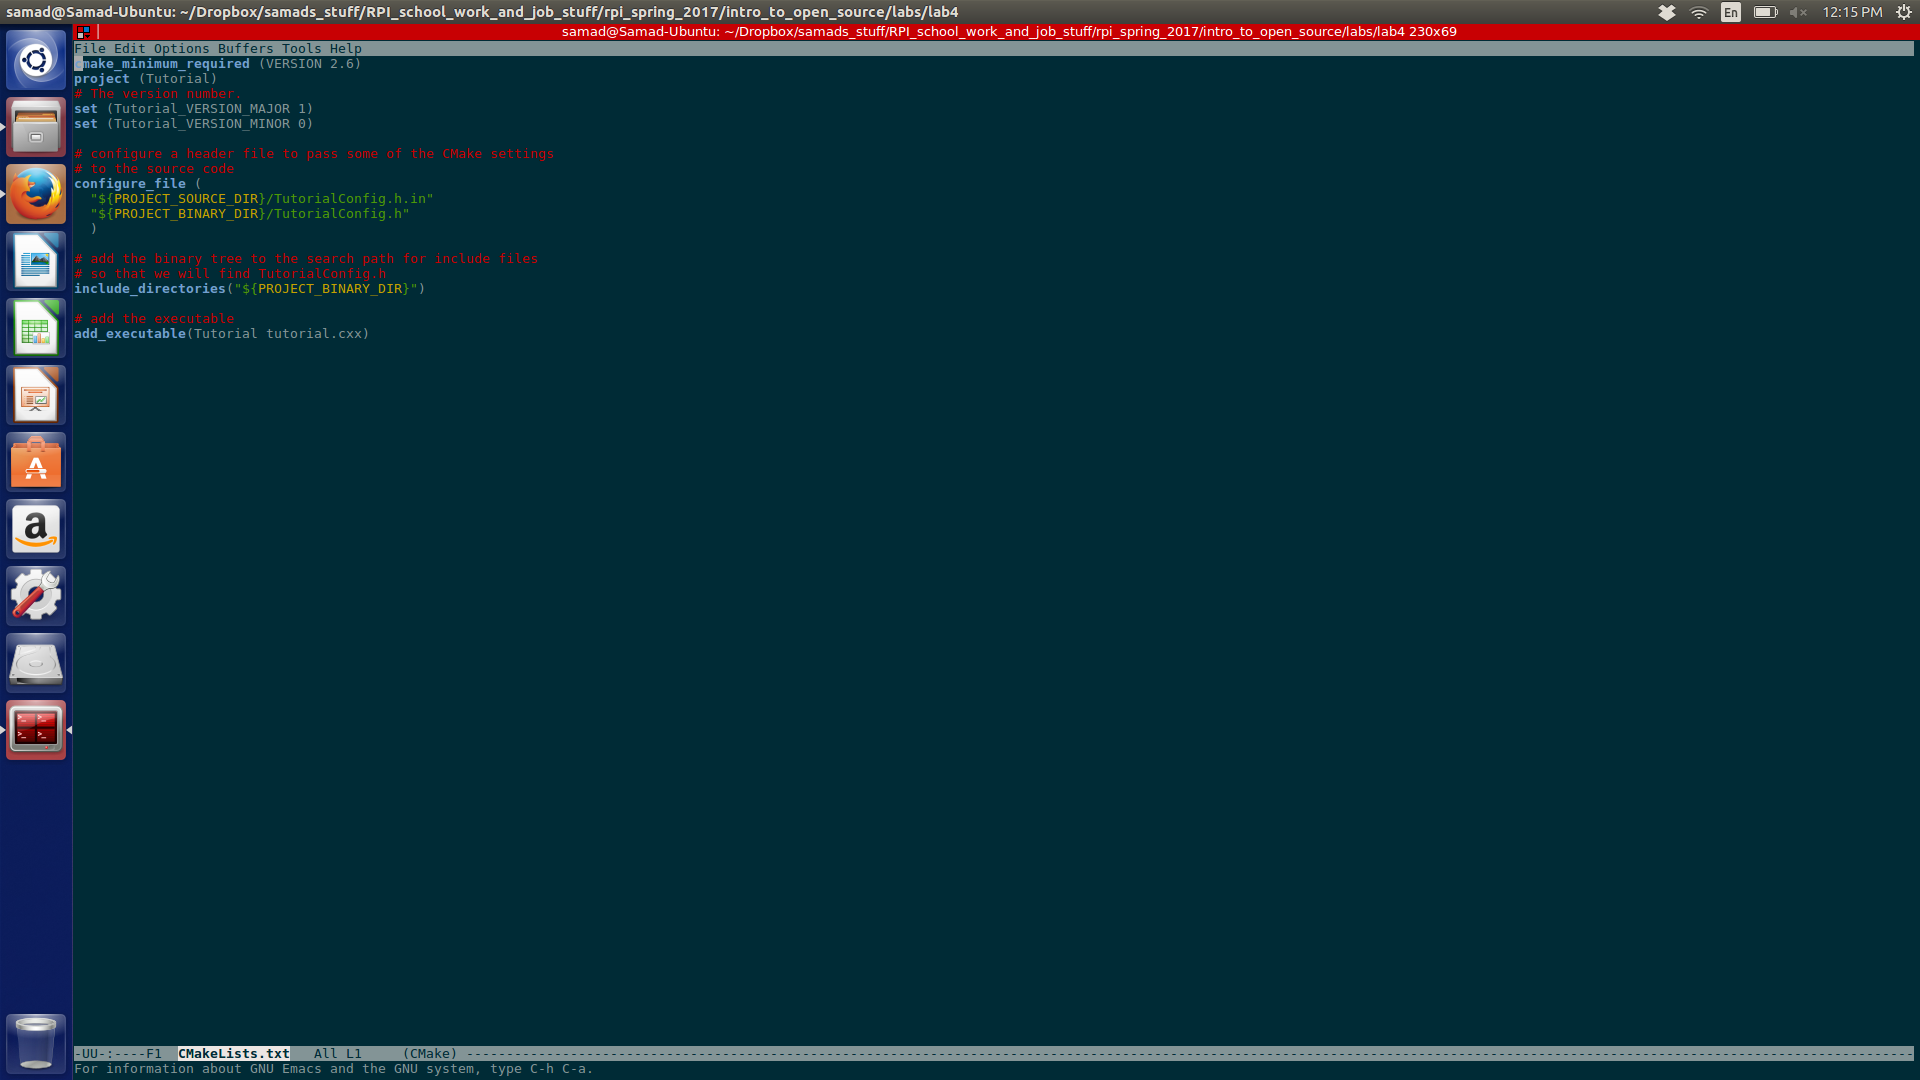 samad@Samad-Ubuntu: ~/Dropbox/samads_stuff/RPI_school_work_and_job_stuff/rpi_spring_2017/intro_to_open_source/labs/lab4
En
12:15 PM
samad@Samad-Ubuntu: ~/Dropbox/samads_stuff/RPI_school_work_and_job_stuff/rpi_spring_2017/intro_to_open_source/labs/lab4 230x69
File Edit Options Buffers Tools Help
cmake_minimum_required (VERSION 2.6)
project (Tutorial)
# The version number.
set (Tutorial_VERSION_MAJOR 1)
set (Tutorial_VERSION_MINOR 0)

# configure a header file to pass some of the CMake settings
# to the source code
configure_file (
  "${PROJECT_SOURCE_DIR}/TutorialConfig.h.in"
  "${PROJECT_BINARY_DIR}/TutorialConfig.h"
  )

# add the binary tree to the search path for include files
# so that we will find TutorialConfig.h
include_directories("${PROJECT_BINARY_DIR}")

# add the executable
add_executable(Tutorial tutorial.cxx)
-UU-:----F1  CMakeLists.txt   All L1     (CMake) ----------------------------------------------------------------
For information about GNU Emacs and the GNU system, type C-h C-a.